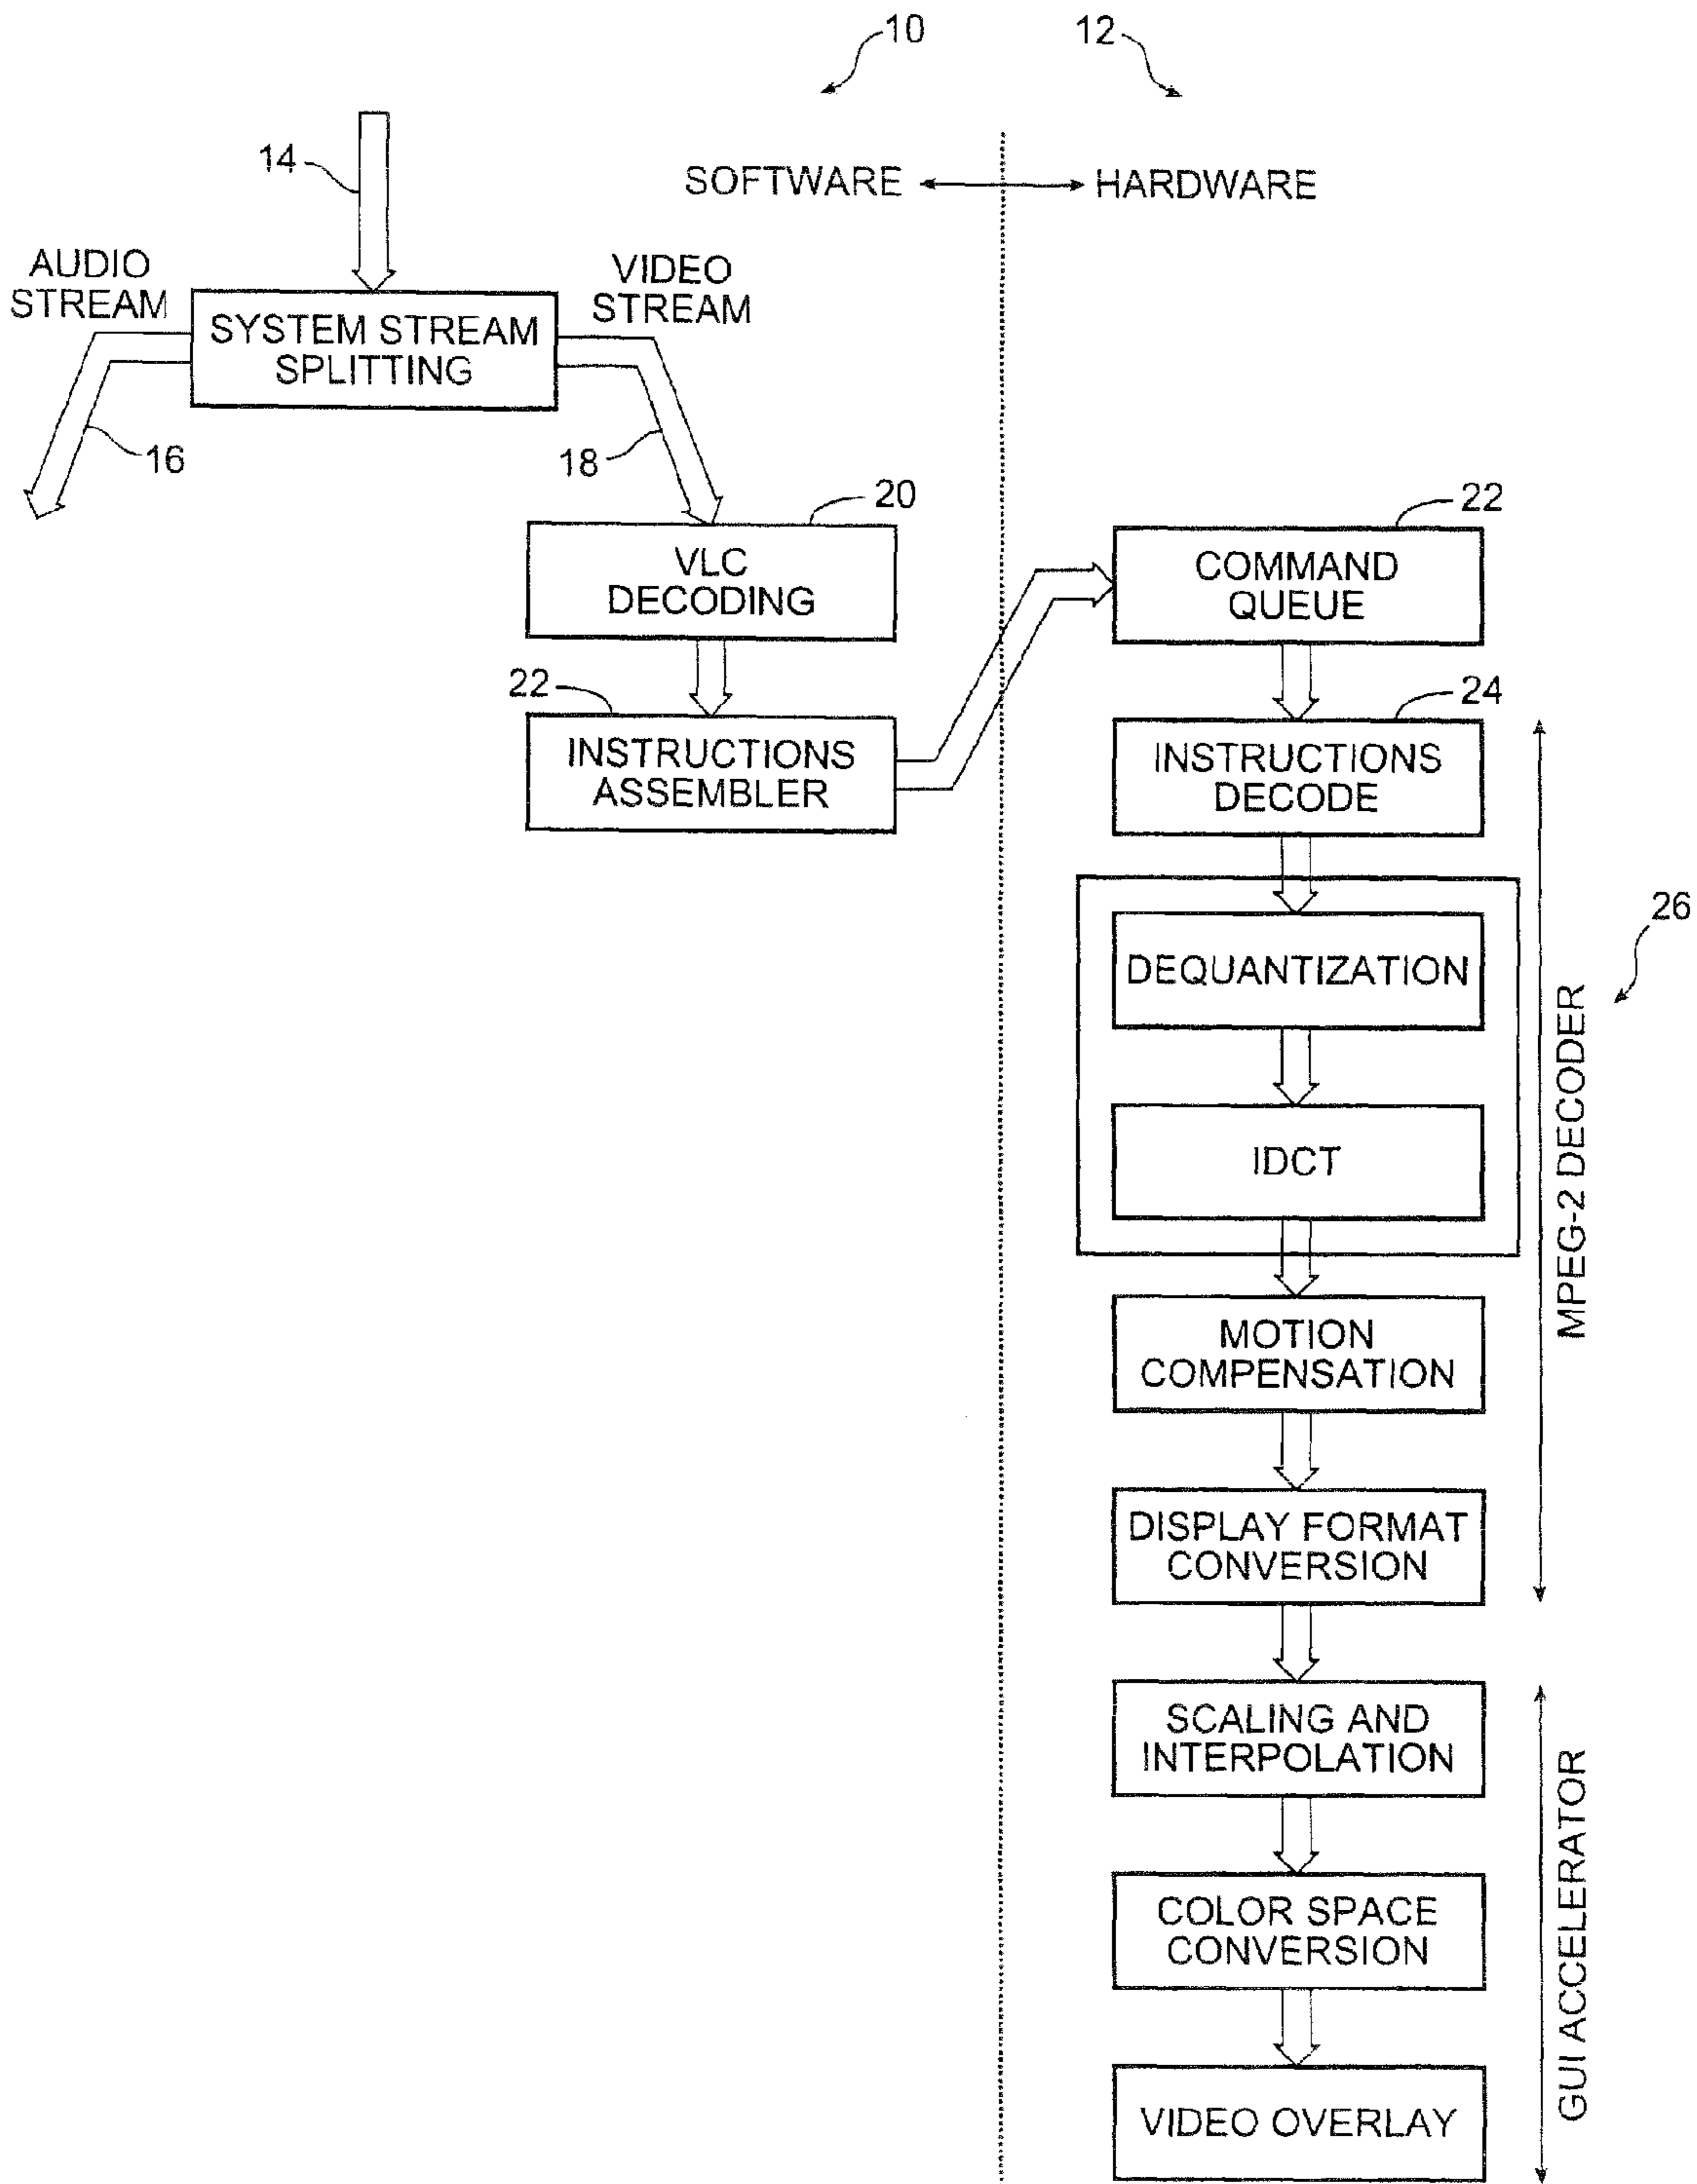 10
12
14
SOFTWARE
HARDWARE
AUDIO
STREAM
VIDEO
STREAM
SYSTEM STREAM
SPLITTING
16
18
20
VLC
DECODING
22
INSTRUCTIONS
ASSEMBLER
22
COMMAND
QUEUE
24
INSTRUCTIONS
DECODE
26
DEQUANTIZATION
IDCT
MPEG-2 DECODER
MOTION
COMPENSATION
DISPLAY FORMAT
CONVERSION
SCALING AND
INTERPOLATION
COLOR SPACE
CONVERSION
GUI ACCELERATOR
VIDEO OVERLAY